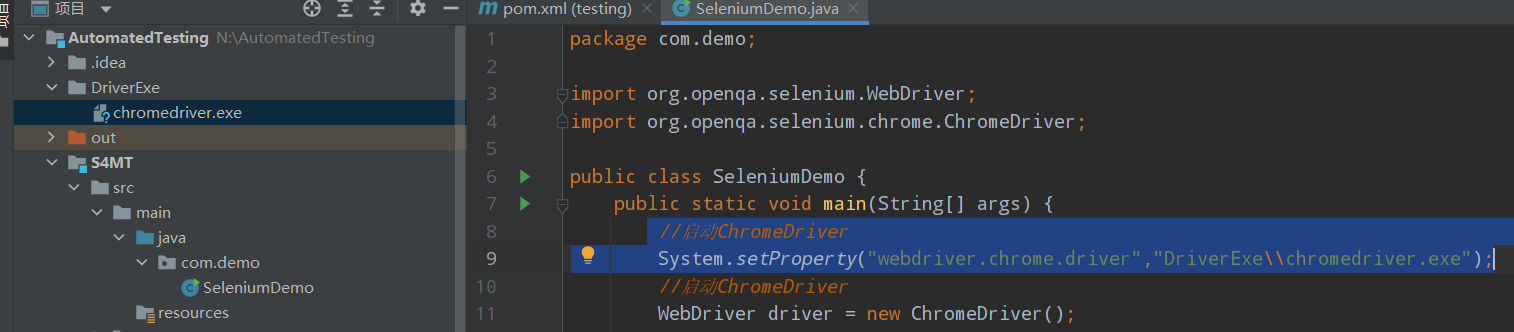 项目
项目
pom.xml (testing)
SeleniumDemo.java
AutomatedTesting N:\AutomatedTesting
.idea
DriverExe
chromedriver.exe
out
S4MT
src
main
java
com.demo
SeleniumDemo
resources
1 package com.demo;
2
3 import org.openqa.selenium.WebDriver;
4 import org.openqa.selenium.chrome.ChromeDriver;
5
6 public class SeleniumDemo {
7 public static void main(String[] args) {
8 //启动ChromeDriver
9 System.setProperty("webdriver.chrome.driver","DriverExe\\chromedriver.exe");
10 //启动ChromeDriver
11 WebDriver driver = new ChromeDriver();